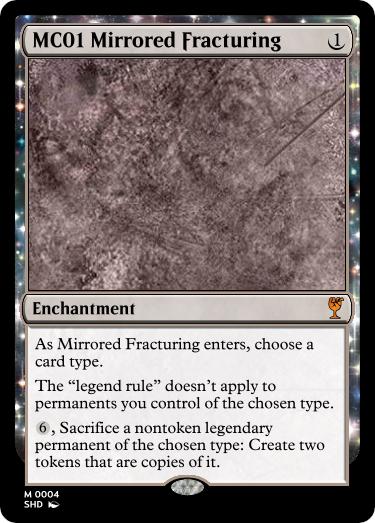 MC01 Mirrored Fracturing 1
Enchantment
As Mirrored Fracturing enters, choose a
card type.
The “legend rule” doesn’t apply to
permanents you control of the chosen type.
6, Sacrifice a nontoken legendary
permanent of the chosen type: Create two
tokens that are copies of it.
M 0004
SHD